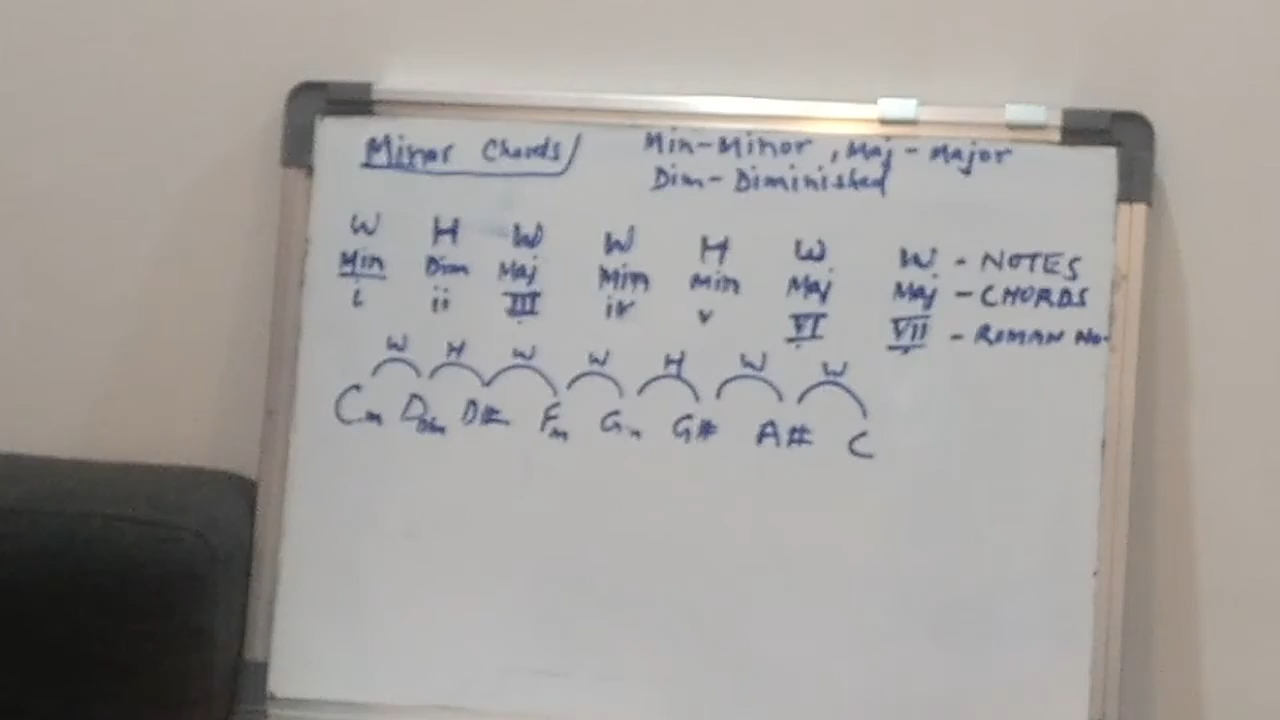 Minor Chords/ Min-Minor, Maj-Major
Dim-Diminished
W H W W H W W - NOTES
Min Dim Maj Min Min Maj Maj - CHORDS
i ii III iv v VI VII - ROMAN No.
W H W W H W W
Cm DDim D# Fm Gm G# A# C